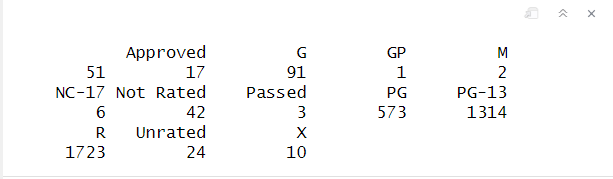 Approved G GP M
51 17 91 1 2
NC-17 Not Rated Passed PG PG-13
6 42 3 573 1314
R Unrated X
1723 24 10